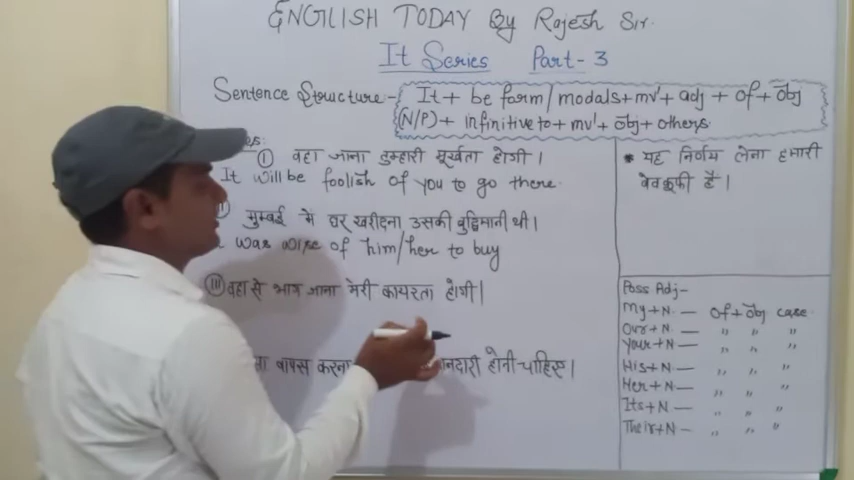 ENGLISH TODAY By Rajesh Sir.
It Series Part-3
Sentence Structure - It + be form/modals + mv¹ + adj + of + obj
(N/P) + infinitive to + mv¹ + obj + others.
(I) वहा जाना तुम्हारी मूर्खता होगी।
It will be foolish of you to go there.
मुम्बई में घर खरीदना उसकी बुद्धिमानी थी।
was wise of him/her to buy
(III) वहा से भाग जाना मेरी कायरता होगी।
वापस करना होनी चाहिए।
* यह निर्णय लेना हमारी
बेवकूफी है।
Poss Adj-
My+N. — Of + Obj case.
Our+N. — " " "
Your+N — " " "
His+N — " " "
Her+N — " " "
Its+N — " " "
Their+N — " " "